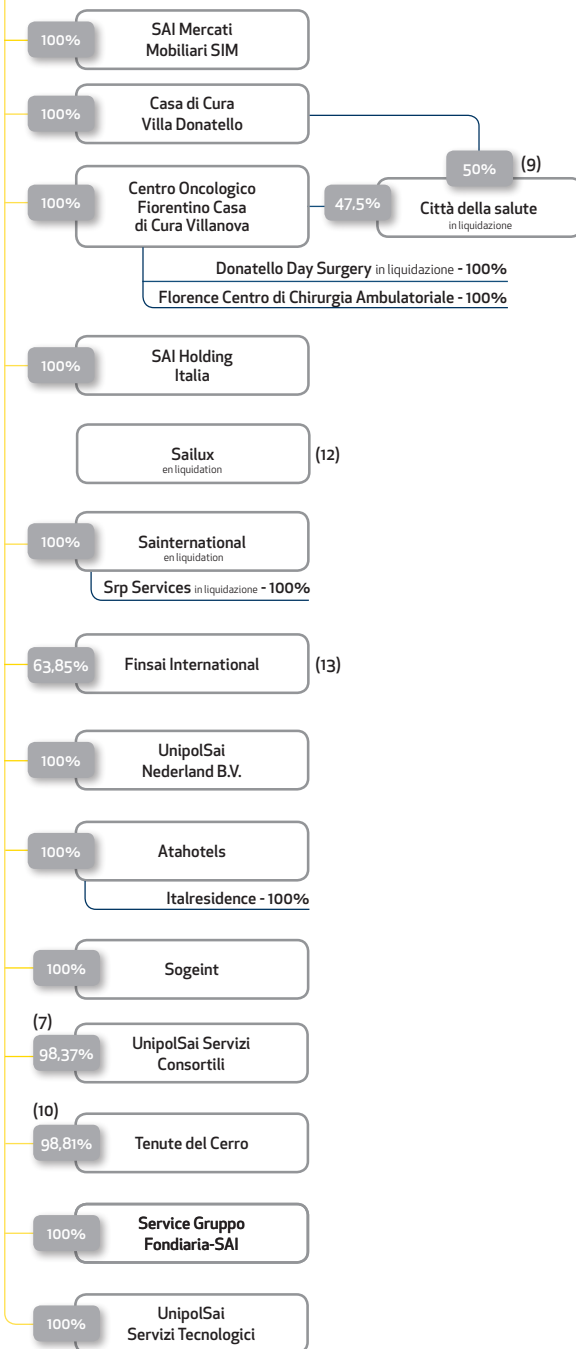 100%
SAI Mercati
Mobiliari SIM
100%
Casa di Cura
Villa Donatello
50% (9)
100%
Centro Oncologico
Fiorentino Casa
di Cura Villanova
47,5%
Città della salute
in liquidazione
Donatello Day Surgery in liquidazione - 100%
Florence Centro di Chirurgia Ambulatoriale - 100%
100%
SAI Holding
Italia
Sailux
en liquidation
(12)
100%
Sainternational
en liquidation
Srp Services in liquidazione - 100%
63,85%
Finsai International
(13)
100%
UnipolSai
Nederland B.V.
100%
Atahotels
Italresidence - 100%
100%
Sogeint
(7)
98,37%
UnipolSai Servizi
Consortili
(10)
98,81%
Tenute del Cerro
100%
Service Gruppo
Fondiaria-SAI
100%
UnipolSai
Servizi Tecnologici